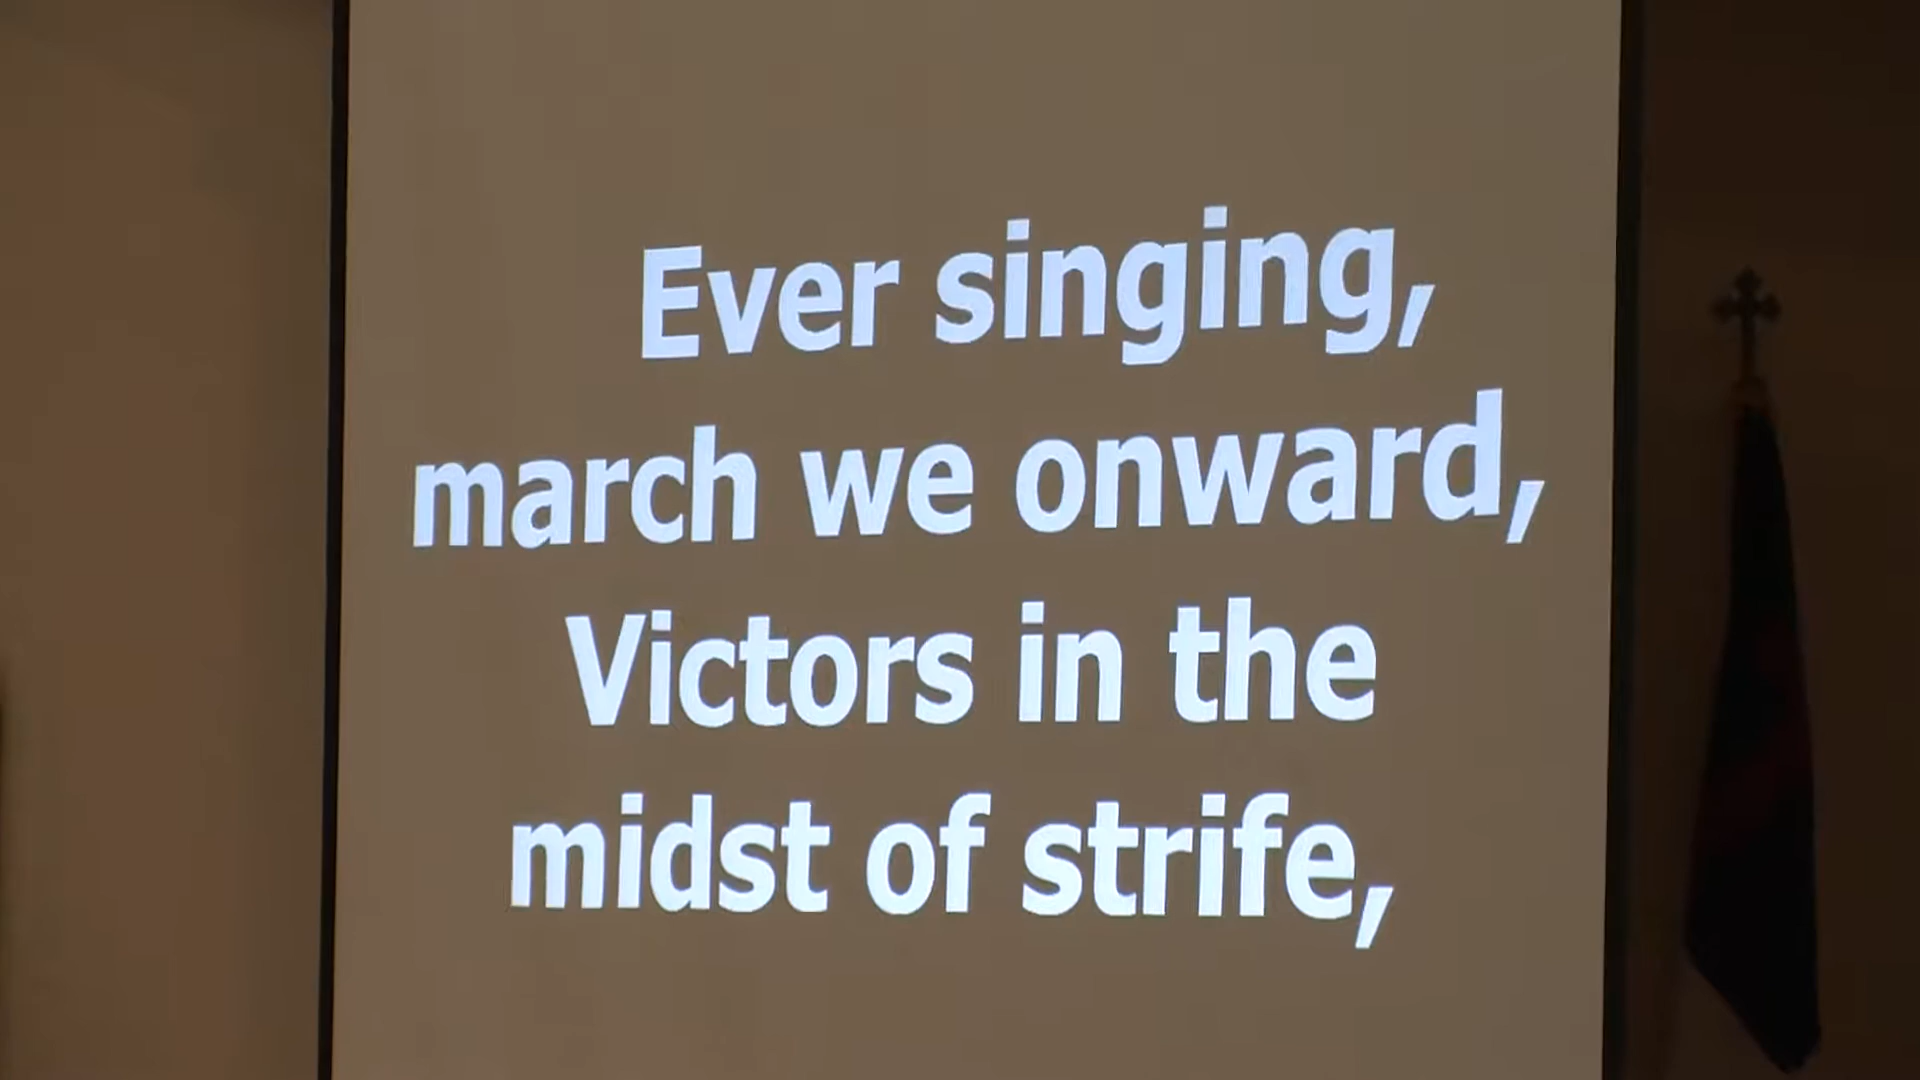 Ever singing,
march we onward,
Victors in the
midst of strife,